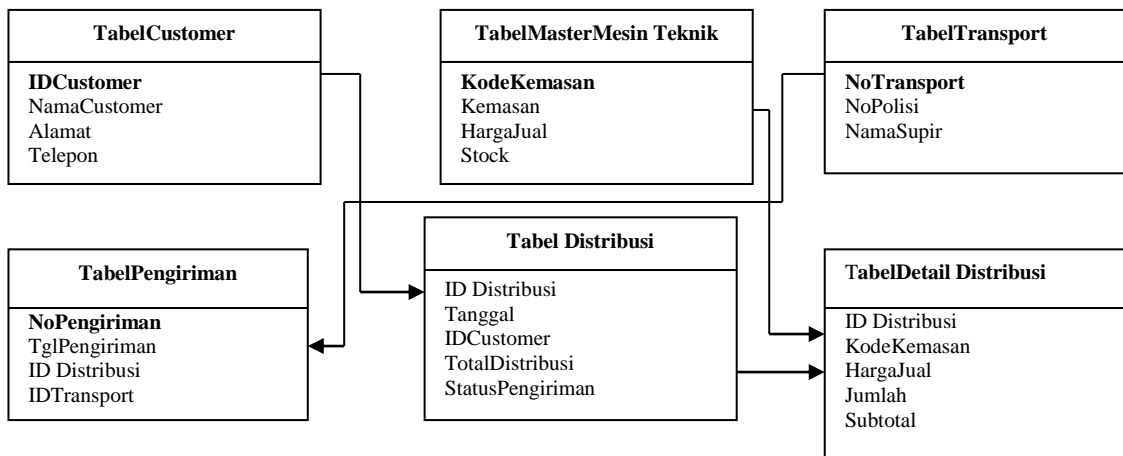 TabelCustomer
IDCustomer
NamaCustomer
Alamat
Telepon
TabelMasterMesin Teknik
KodeKemasan
Kemasan
HargaJual
Stock
TabelTransport
NoTransport
NoPolisi
NamaSupir
TabelPengiriman
NoPengiriman
TglPengiriman
ID Distribusi
IDTransport
Tabel Distribusi
ID Distribusi
Tanggal
IDCustomer
TotalDistribusi
StatusPengiriman
TabelDetail Distribusi
ID Distribusi
KodeKemasan
HargaJual
Jumlah
Subtotal